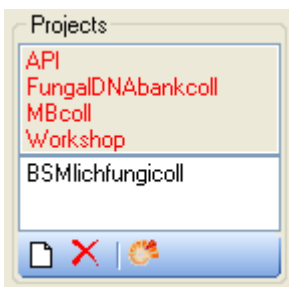 Projects
API
FungalDNAbankcoll
MBcoll
Workshop
BSMlichfungicoll